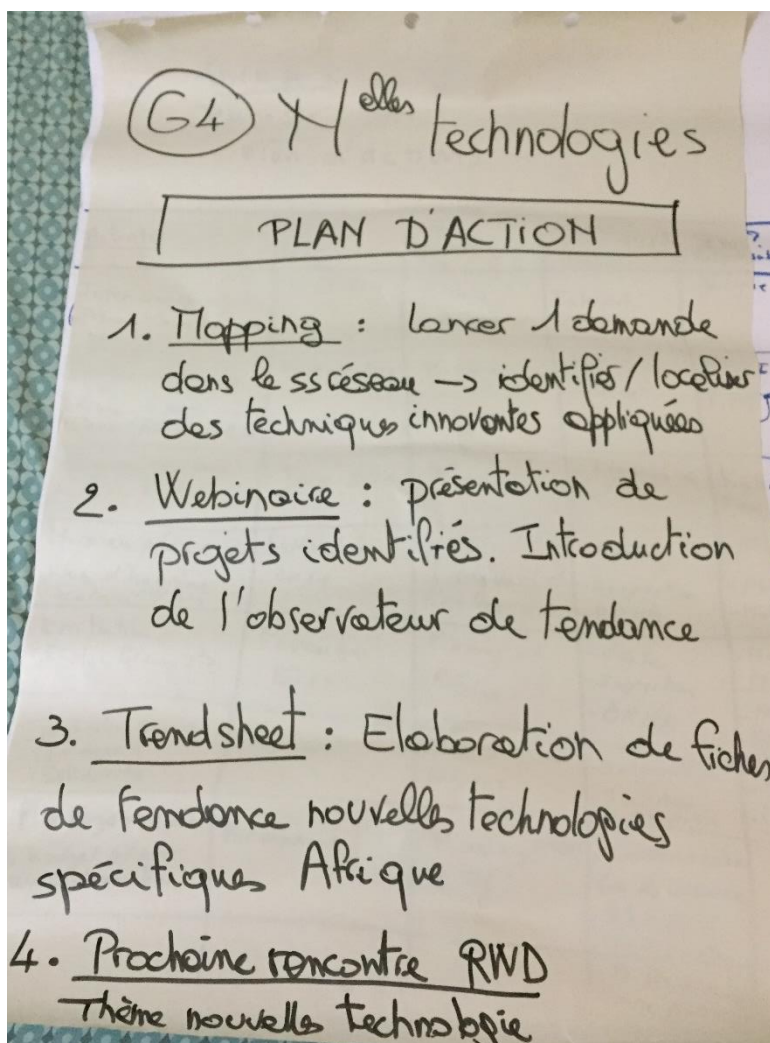 G4 Nelles technologies
PLAN D'ACTION
1. Mapping : lancer 1 demande
dans le ss réseau -> identifier/localiser
des techniques innovantes appliquées
2. Webinaire : présentation de
projets identifiés. Introduction
de l'observateur de tendance
3. Trendsheet : Elaboration de fiches
de tendance nouvelles technologies
spécifiques Afrique
4. Prochaine rencontre RWD
Thème nouvelles technologie